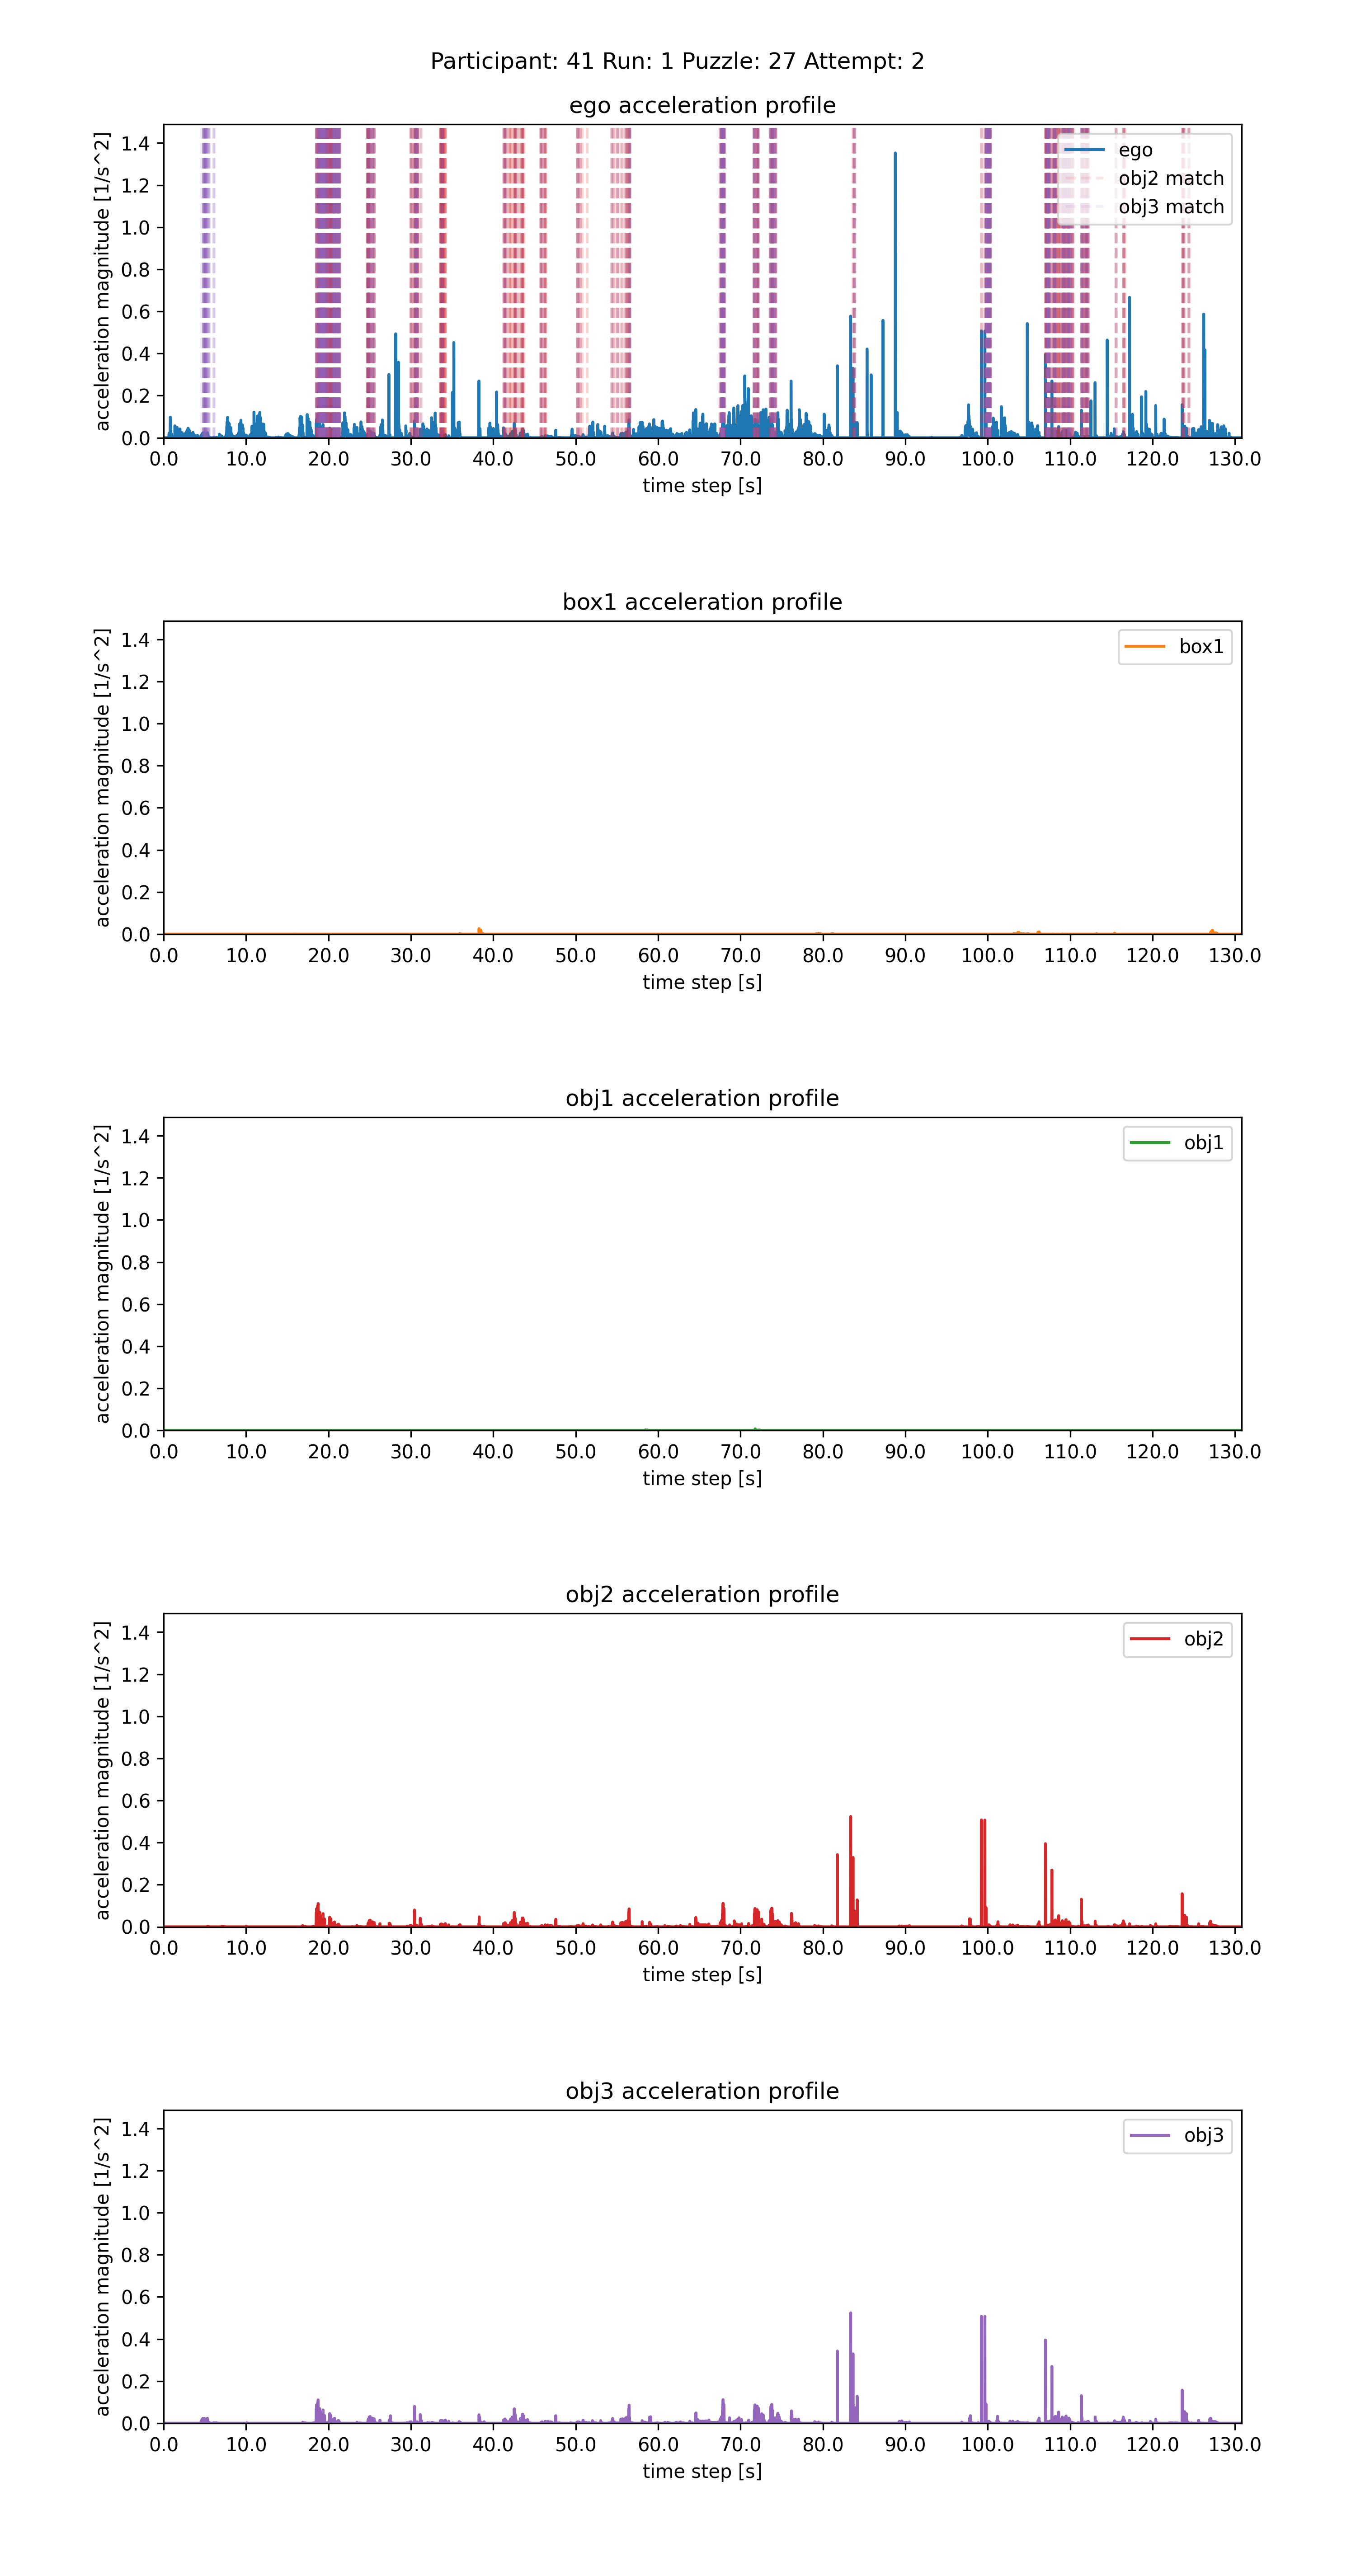 Participant: 41 Run: 1 Puzzle: 27 Attempt: 2
ego acceleration profile
acceleration magnitude [1/s^2]
1.4
1.2
1.0
0.8
0.6
0.4
0.2
0.0
ego
obj2 match
obj3 match
0.0 10.0 20.0 30.0 40.0 50.0 60.0 70.0 80.0 90.0 100.0 110.0 120.0 130.0
time step [s]
box1 acceleration profile
acceleration magnitude [1/s^2]
1.4
1.2
1.0
0.8
0.6
0.4
0.2
0.0
box1
0.0 10.0 20.0 30.0 40.0 50.0 60.0 70.0 80.0 90.0 100.0 110.0 120.0 130.0
time step [s]
obj1 acceleration profile
acceleration magnitude [1/s^2]
1.4
1.2
1.0
0.8
0.6
0.4
0.2
0.0
obj1
0.0 10.0 20.0 30.0 40.0 50.0 60.0 70.0 80.0 90.0 100.0 110.0 120.0 130.0
time step [s]
obj2 acceleration profile
acceleration magnitude [1/s^2]
1.4
1.2
1.0
0.8
0.6
0.4
0.2
0.0
obj2
0.0 10.0 20.0 30.0 40.0 50.0 60.0 70.0 80.0 90.0 100.0 110.0 120.0 130.0
time step [s]
obj3 acceleration profile
acceleration magnitude [1/s^2]
1.4
1.2
1.0
0.8
0.6
0.4
0.2
0.0
obj3
0.0 10.0 20.0 30.0 40.0 50.0 60.0 70.0 80.0 90.0 100.0 110.0 120.0 130.0
time step [s]